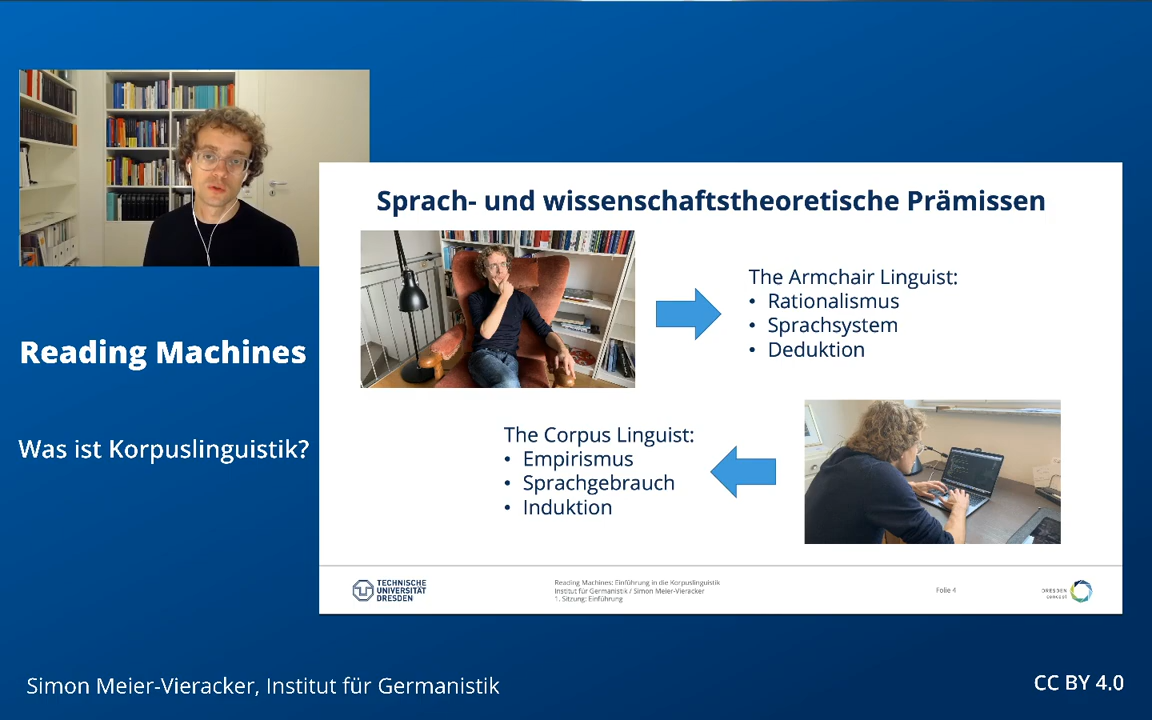 Sprach- und wissenschaftstheoretische Prämissen
The Armchair Linguist:
• Rationalismus
• Sprachsystem
• Deduktion
Reading Machines
Was ist Korpuslinguistik?
The Corpus Linguist:
• Empirismus
• Sprachgebrauch
• Induktion
TECHNISCHE
UNIVERSITÄT
DRESDEN
Reading Machines: Einführung in die Korpuslinguistik
Institut für Germanistik / Simon Meier-Vieracker
1. Sitzung: Einführung
Folie 4
DRESDEN
concept
Simon Meier-Vieracker, Institut für Germanistik
CC BY 4.0